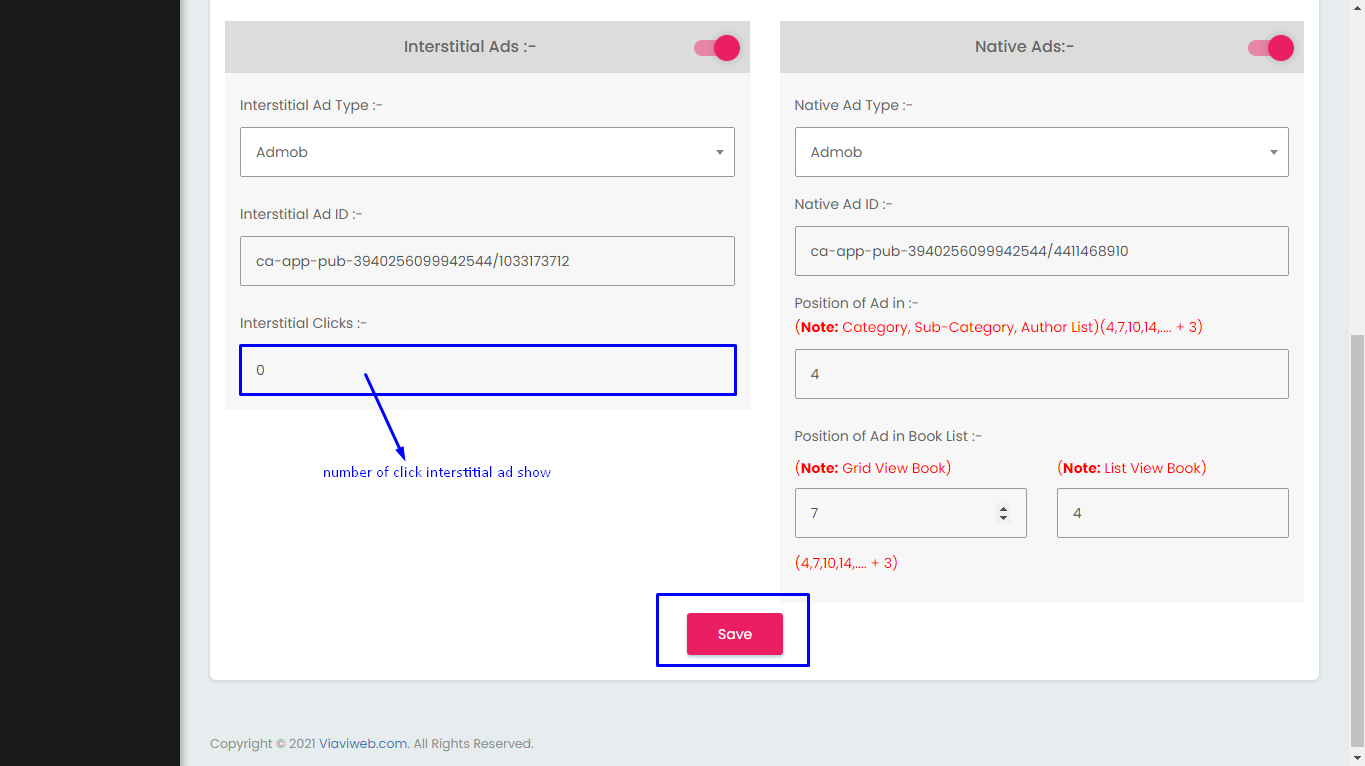 Interstitial Ads :-
Interstitial Ad Type :-
Admob
Interstitial Ad ID :-
ca-app-pub-3940256099942544/1033173712
Interstitial Clicks :-
0
number of click interstitial ad show
Native Ads:-
Native Ad Type :-
Admob
Native Ad ID :-
ca-app-pub-3940256099942544/4411468910
Position of Ad in :-
(Note: Category, Sub-Category, Author List)(4,7,10,14,.... + 3)
4
Position of Ad in Book List :-
(Note: Grid View Book)
7
(4,7,10,14,.... + 3)
(Note: List View Book)
4
Save
Copyright © 2021 Viaviweb.com. All Rights Reserved.